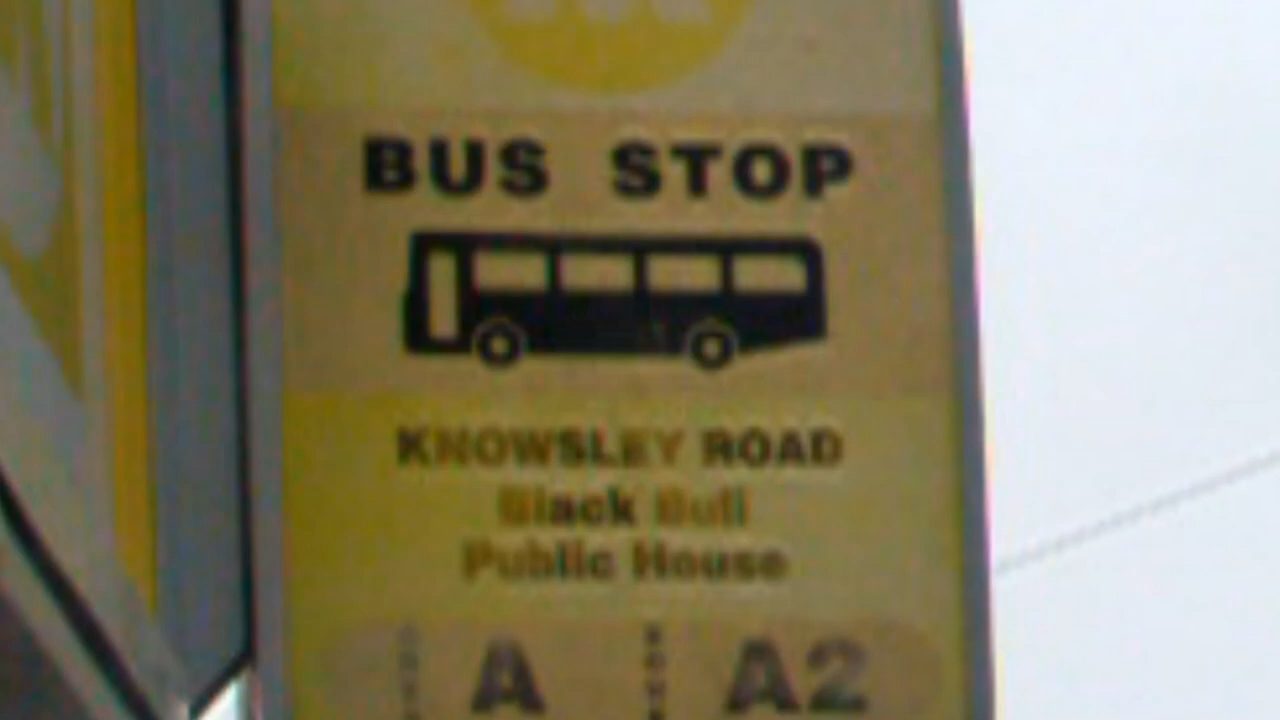 BUS STOP
KNOWSLEY ROAD
Black Bull
Public House
A A2